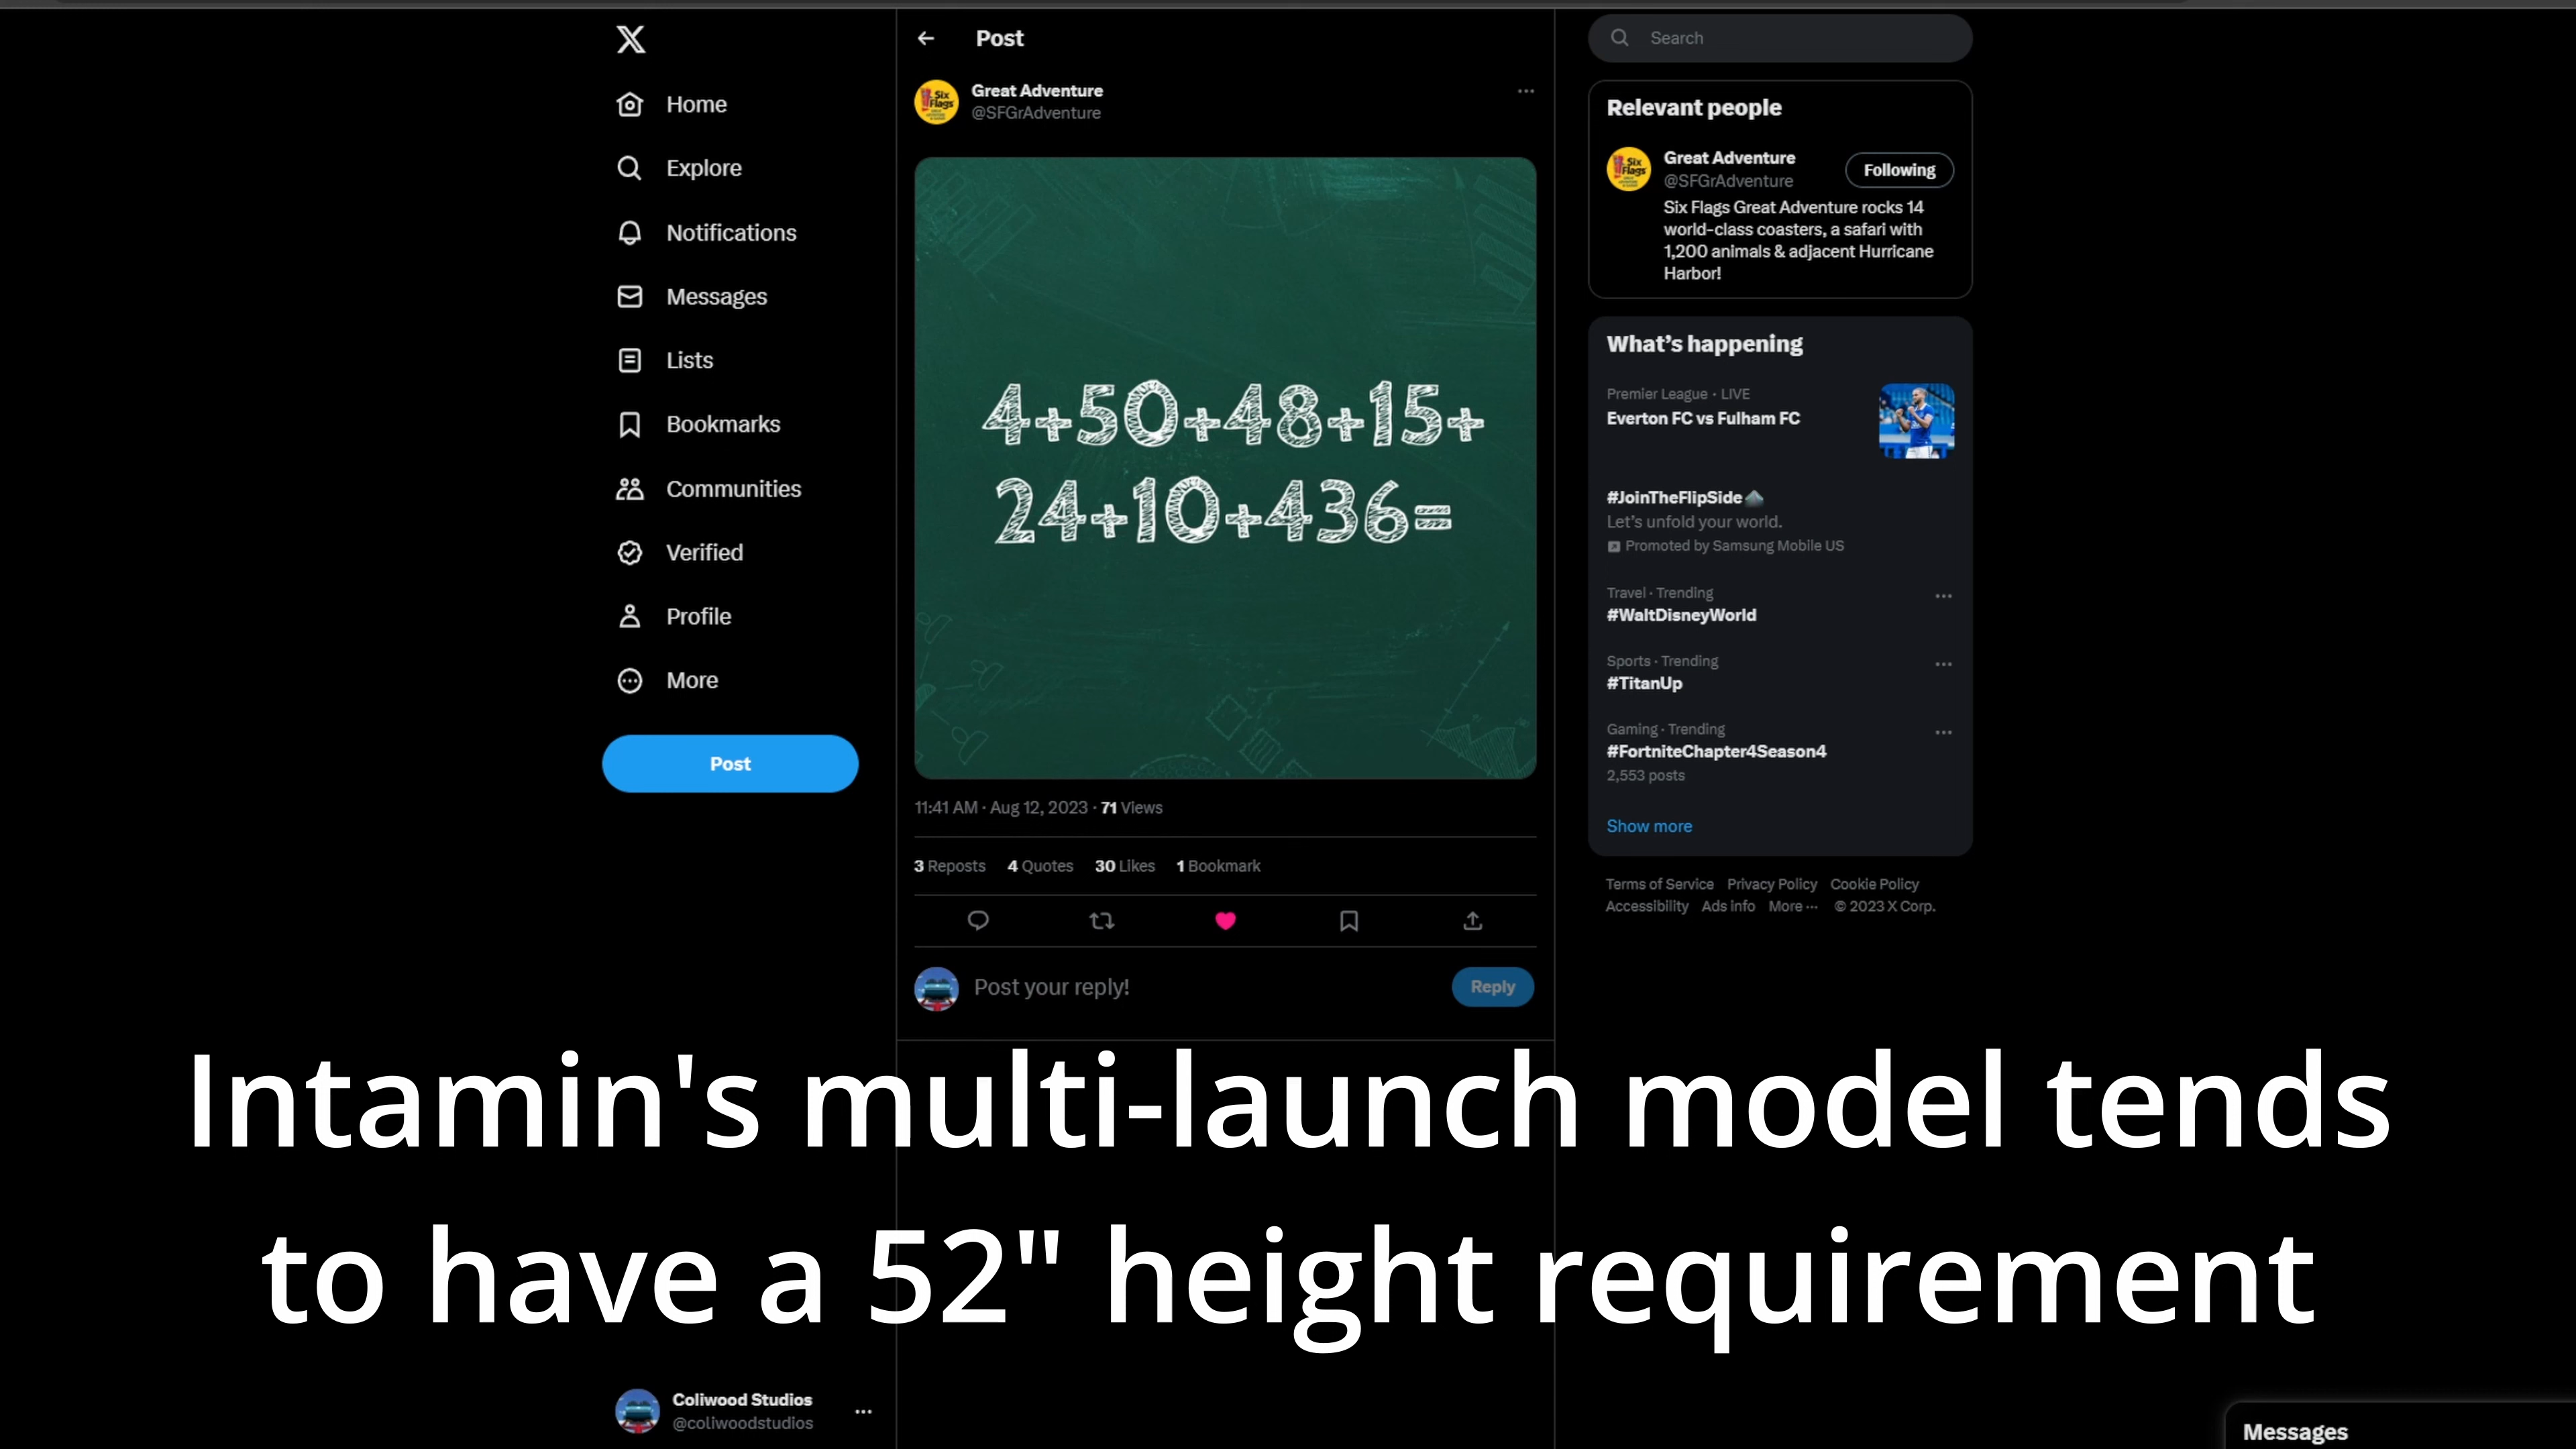 Home
Explore
Notifications
Messages
Lists
Bookmarks
Communities
Verified
Profile
More
Post
Coliwood Studios
@coliwoodstudios
Post
Six
Flags
Great Adventure
@SFGrAdventure
4+50+48+15+
24+10+436=
11:41 AM · Aug 12, 2023 · 71 Views
3 Reposts 4 Quotes 30 Likes 1 Bookmark
Post your reply!
Reply
Search
Relevant people
Six
Flags
Great Adventure
@SFGrAdventure
Following
Six Flags Great Adventure rocks 14
world-class coasters, a safari with
1,200 animals & adjacent Hurricane
Harbor!
What's happening
Premier League · LIVE
Everton FC vs Fulham FC
#JoinTheFlipSide
Let's unfold your world.
Promoted by Samsung Mobile US
Travel · Trending
#WaltDisneyWorld
Sports · Trending
#TitanUp
Gaming · Trending
#FortniteChapter4Season4
2,553 posts
Show more
Terms of Service Privacy Policy Cookie Policy
Accessibility Ads info More ··· © 2023 X Corp.
Intamin's multi-launch model tends
to have a 52" height requirement
Messages